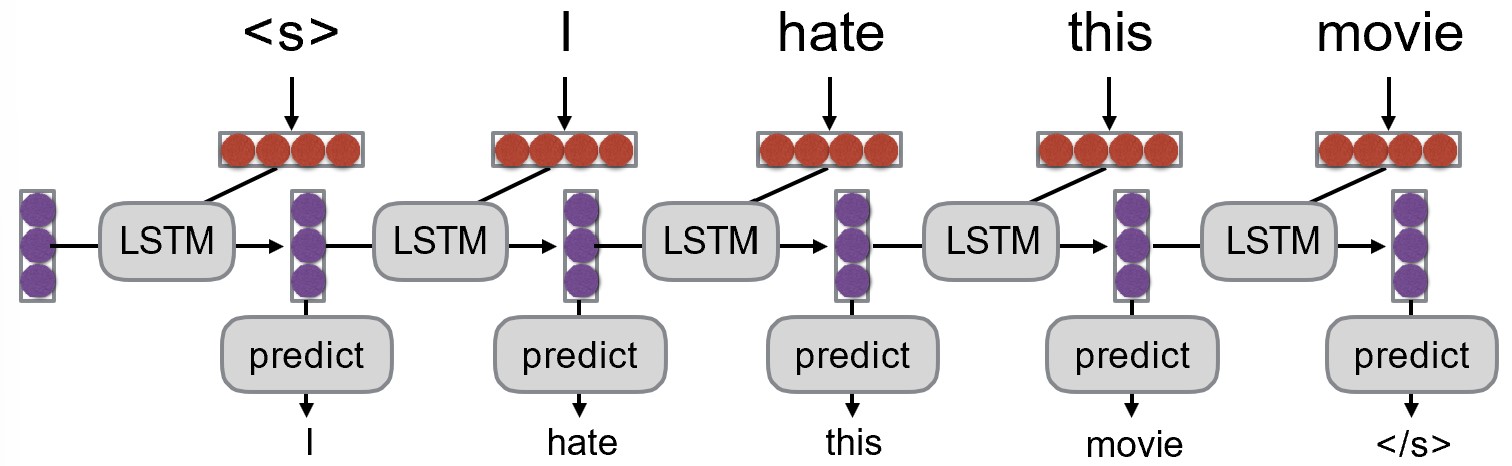 <s> I hate this movie
LSTM LSTM LSTM LSTM LSTM
predict predict predict predict predict
I hate this movie </s>